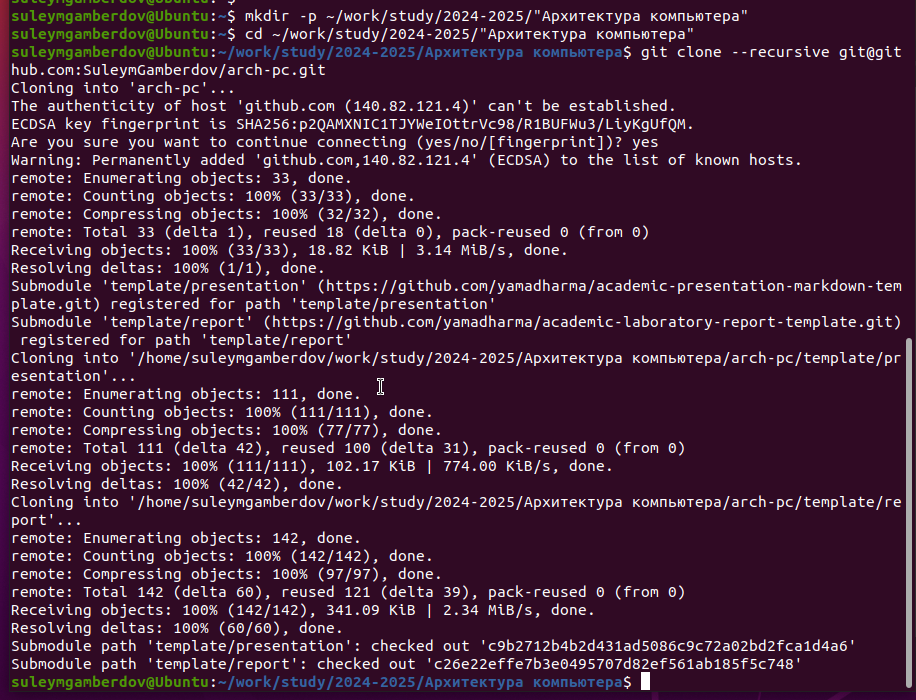 suleymgamberdov@Ubuntu:~$ mkdir -p ~/work/study/2024-2025/"Архитектура компьютера"
suleymgamberdov@Ubuntu:~$ cd ~/work/study/2024-2025/"Архитектура компьютера"
suleymgamberdov@Ubuntu:~/work/study/2024-2025/Архитектура компьютера$ git clone --recursive git@git
hub.com:SuleymGamberdov/arch-pc.git
Cloning into 'arch-pc'...
The authenticity of host 'github.com (140.82.121.4)' can't be established.
ECDSA key fingerprint is SHA256:p2QAMXNIC1TJYWeIOttrVc98/R1BUFWu3/LiyKgUfQM.
Are you sure you want to continue connecting (yes/no/[fingerprint])? yes
Warning: Permanently added 'github.com,140.82.121.4' (ECDSA) to the list of known hosts.
remote: Enumerating objects: 33, done.
remote: Counting objects: 100% (33/33), done.
remote: Compressing objects: 100% (32/32), done.
remote: Total 33 (delta 1), reused 18 (delta 0), pack-reused 0 (from 0)
Receiving objects: 100% (33/33), 18.82 KiB | 3.14 MiB/s, done.
Resolving deltas: 100% (1/1), done.
Submodule 'template/presentation' (https://github.com/yamadharma/academic-presentation-markdown-tem
plate.git) registered for path 'template/presentation'
Submodule 'template/report' (https://github.com/yamadharma/academic-laboratory-report-template.git)
 registered for path 'template/report'
Cloning into '/home/suleymgamberdov/work/study/2024-2025/Архитектура компьютера/arch-pc/template/pr
esentation'...
remote: Enumerating objects: 111, done.
remote: Counting objects: 100% (111/111), done.
remote: Compressing objects: 100% (77/77), done.
remote: Total 111 (delta 42), reused 100 (delta 31), pack-reused 0 (from 0)
Receiving objects: 100% (111/111), 102.17 KiB | 774.00 KiB/s, done.
Resolving deltas: 100% (42/42), done.
Cloning into '/home/suleymgamberdov/work/study/2024-2025/Архитектура компьютера/arch-pc/template/re
port'...
remote: Enumerating objects: 142, done.
remote: Counting objects: 100% (142/142), done.
remote: Compressing objects: 100% (97/97), done.
remote: Total 142 (delta 60), reused 121 (delta 39), pack-reused 0 (from 0)
Receiving objects: 100% (142/142), 341.09 KiB | 2.34 MiB/s, done.
Resolving deltas: 100% (60/60), done.
Submodule path 'template/presentation': checked out 'c9b2712b4b2d431ad5086c9c72a02bd2fca1d4a6'
Submodule path 'template/report': checked out 'c26e22effe7b3e0495707d82ef561ab185f5c748'
suleymgamberdov@Ubuntu:~/work/study/2024-2025/Архитектура компьютера$